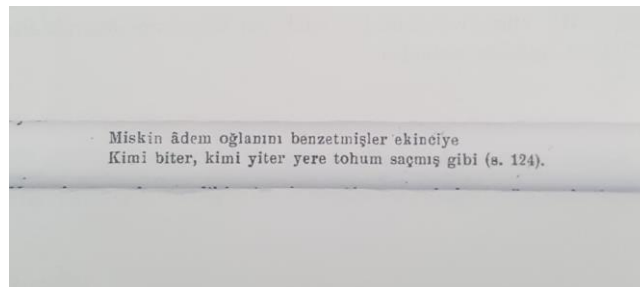 Miskin âdem oğlanını benzetmişler ekinciye
Kimi biter, kimi yiter yere tohum saçmış gibi (s. 124).